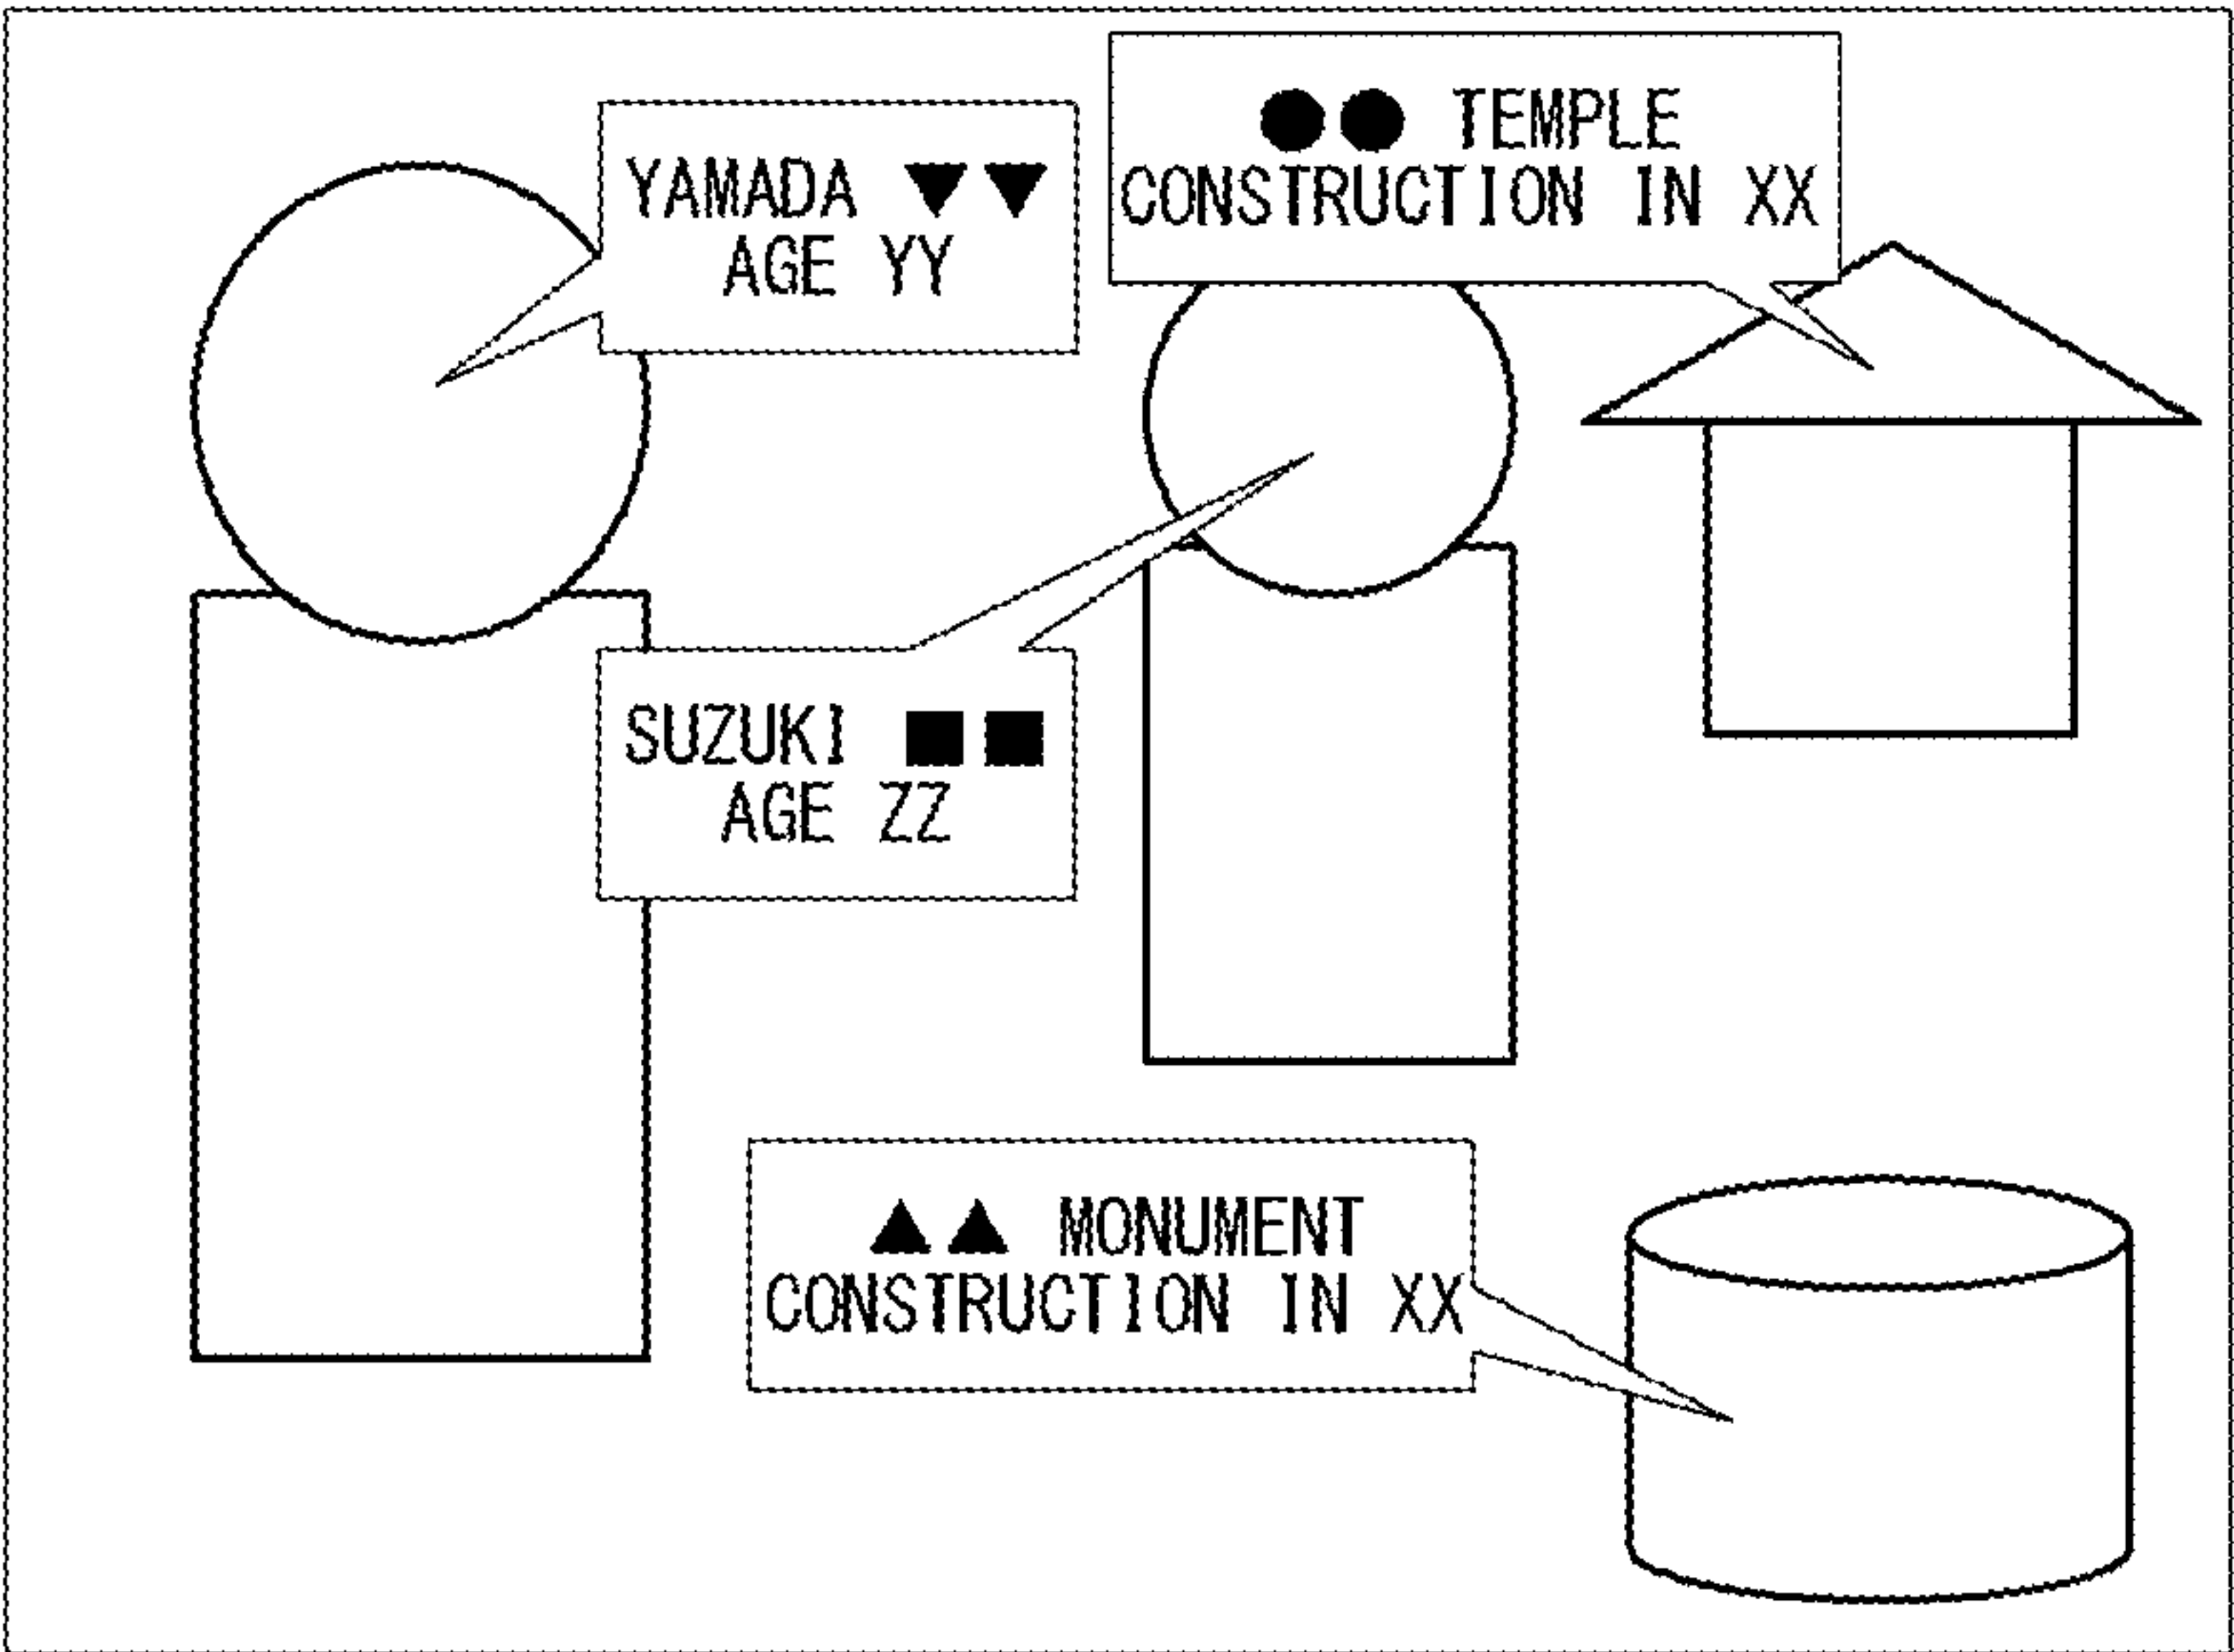 YAMADA ▼▼
AGE YY
●● TEMPLE
CONSTRUCTION IN XX
SUZUKI ■■
AGE ZZ
▲▲ MONUMENT
CONSTRUCTION IN XX